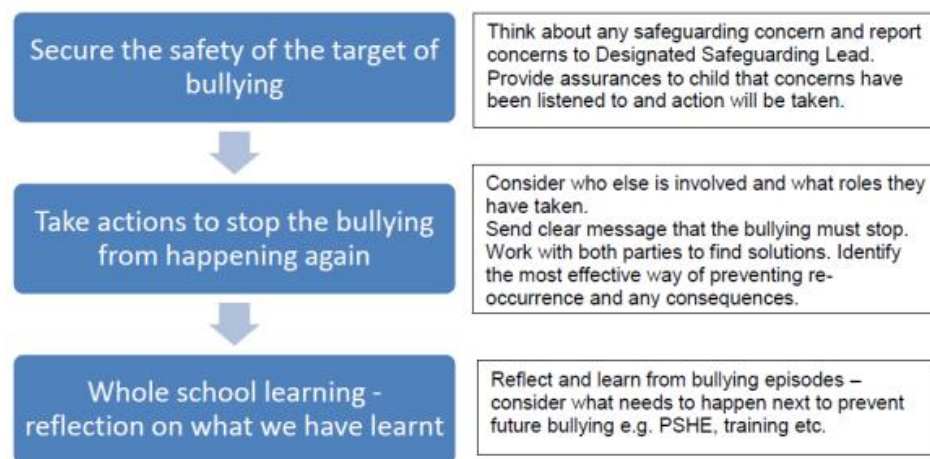 Secure the safety of the target of
bullying
Think about any safeguarding concern and report
concerns to Designated Safeguarding Lead.
Provide assurances to child that concerns have
been listened to and action will be taken.
Take actions to stop the bullying
from happening again
Consider who else is involved and what roles they
have taken.
Send clear message that the bullying must stop.
Work with both parties to find solutions. Identify
the most effective way of preventing re-
occurrence and any consequences.
Whole school learning -
reflection on what we have learnt
Reflect and learn from bullying episodes –
consider what needs to happen next to prevent
future bullying e.g. PSHE, training etc.